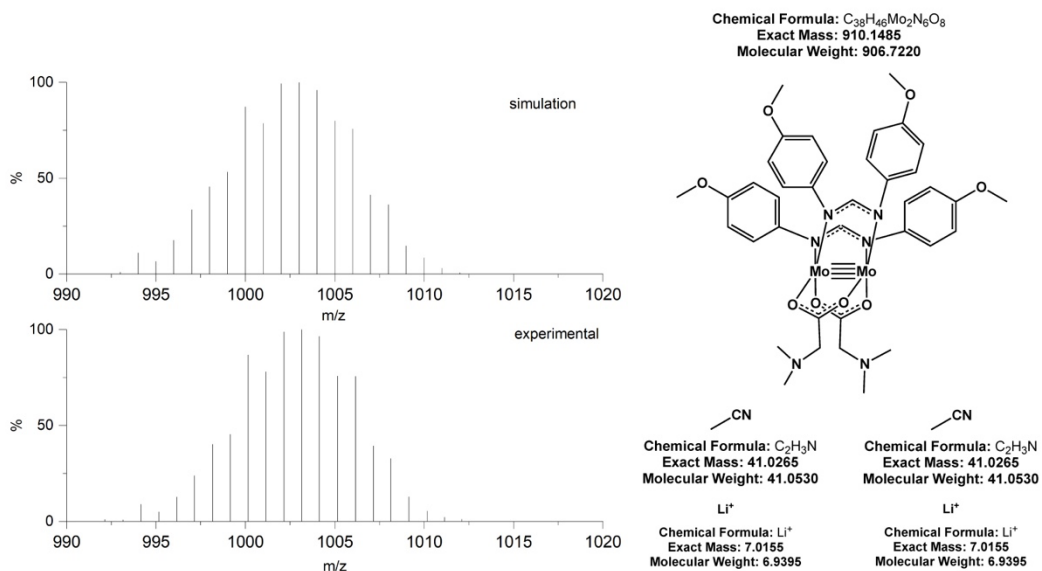 Chemical Formula: C38H46Mo2N6O8
Exact Mass: 910.1485
Molecular Weight: 906.7220
100
50
0
%
simulation
990 995 1000 1005 1010 1015 1020
m/z
100
50
0
%
experimental
990 995 1000 1005 1010 1015 1020
m/z
O
O
O
O
N
N
N
N
Mo Mo
O O O O
N
N
CN
Chemical Formula: C2H3N
Exact Mass: 41.0265
Molecular Weight: 41.0530
Li+
Chemical Formula: Li+
Exact Mass: 7.0155
Molecular Weight: 6.9395
CN
Chemical Formula: C2H3N
Exact Mass: 41.0265
Molecular Weight: 41.0530
Li+
Chemical Formula: Li+
Exact Mass: 7.0155
Molecular Weight: 6.9395